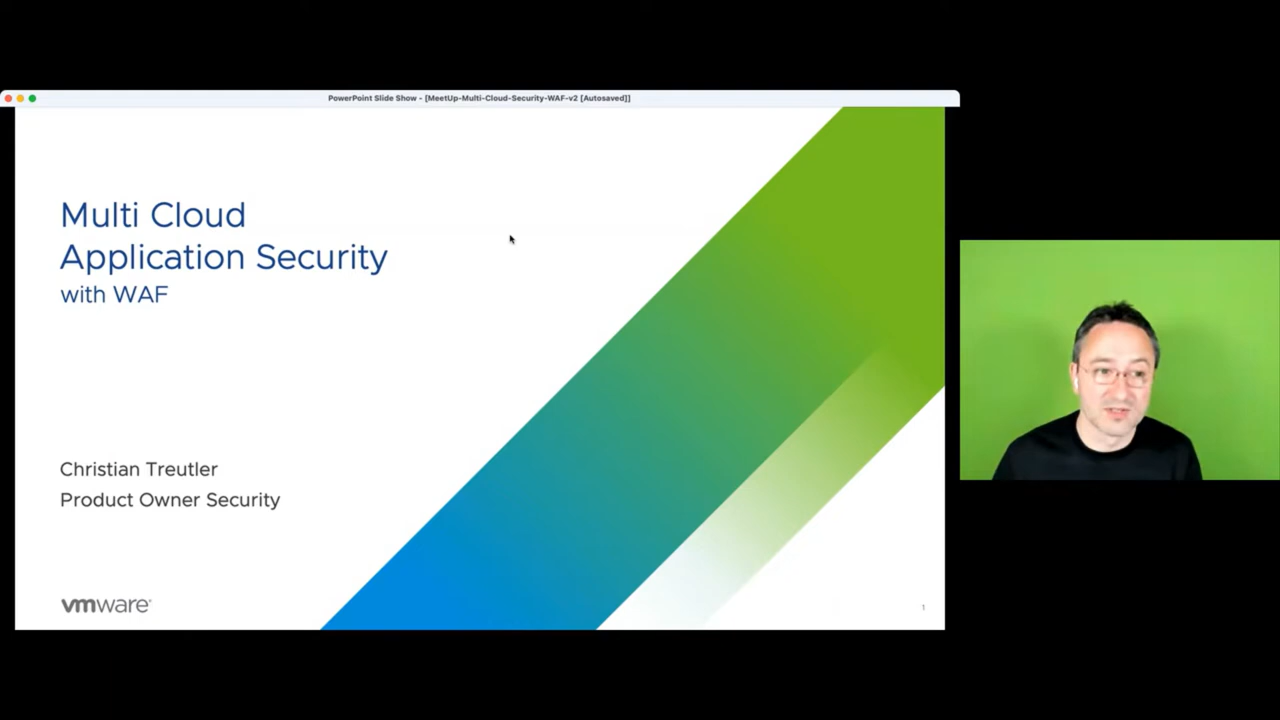 PowerPoint Slide Show - [MeetUp-Multi-Cloud-Security-WAF-v2 [Autosaved]]
Multi Cloud
Application Security
with WAF
Christian Treutler
Product Owner Security
vmware®
1